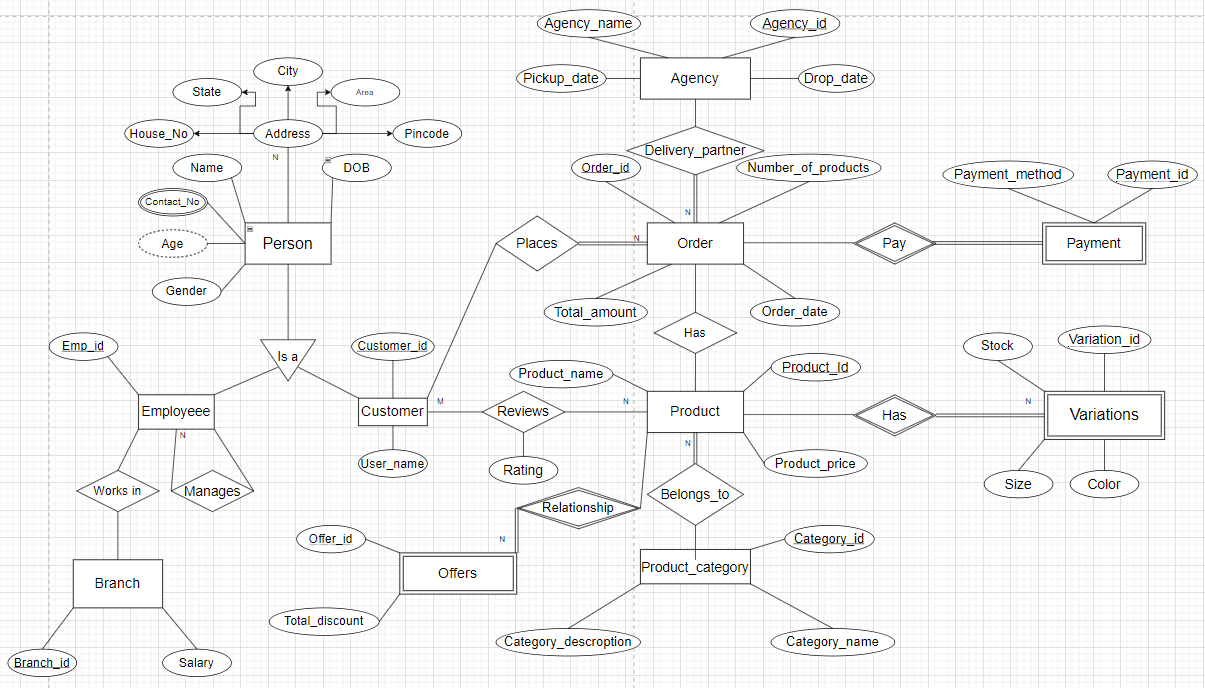 Agency_name
Agency_id
City
Pickup_date
Agency
Drop_date
State
Area
House_No
Address
Pincode
N
Delivery_partner
Name
DOB
Order_id
Number_of_products
Payment_method
Payment_id
Contact_No
N
Age
Person
Places
N
Order
Pay
Payment
Gender
Total_amount
Order_date
Has
Emp_id
Is a
Customer_id
Product_name
Product_Id
Stock
Variation_id
Employeee
Customer
M
Reviews
N
Product
Has
N
Variations
N
N
User_name
Rating
Product_price
Works in
Manages
Belongs_to
Size
Color
Relationship
Offer_id
N
Category_id
Branch
Offers
Product_category
Total_discount
Category_descroption
Category_name
Branch_id
Salary